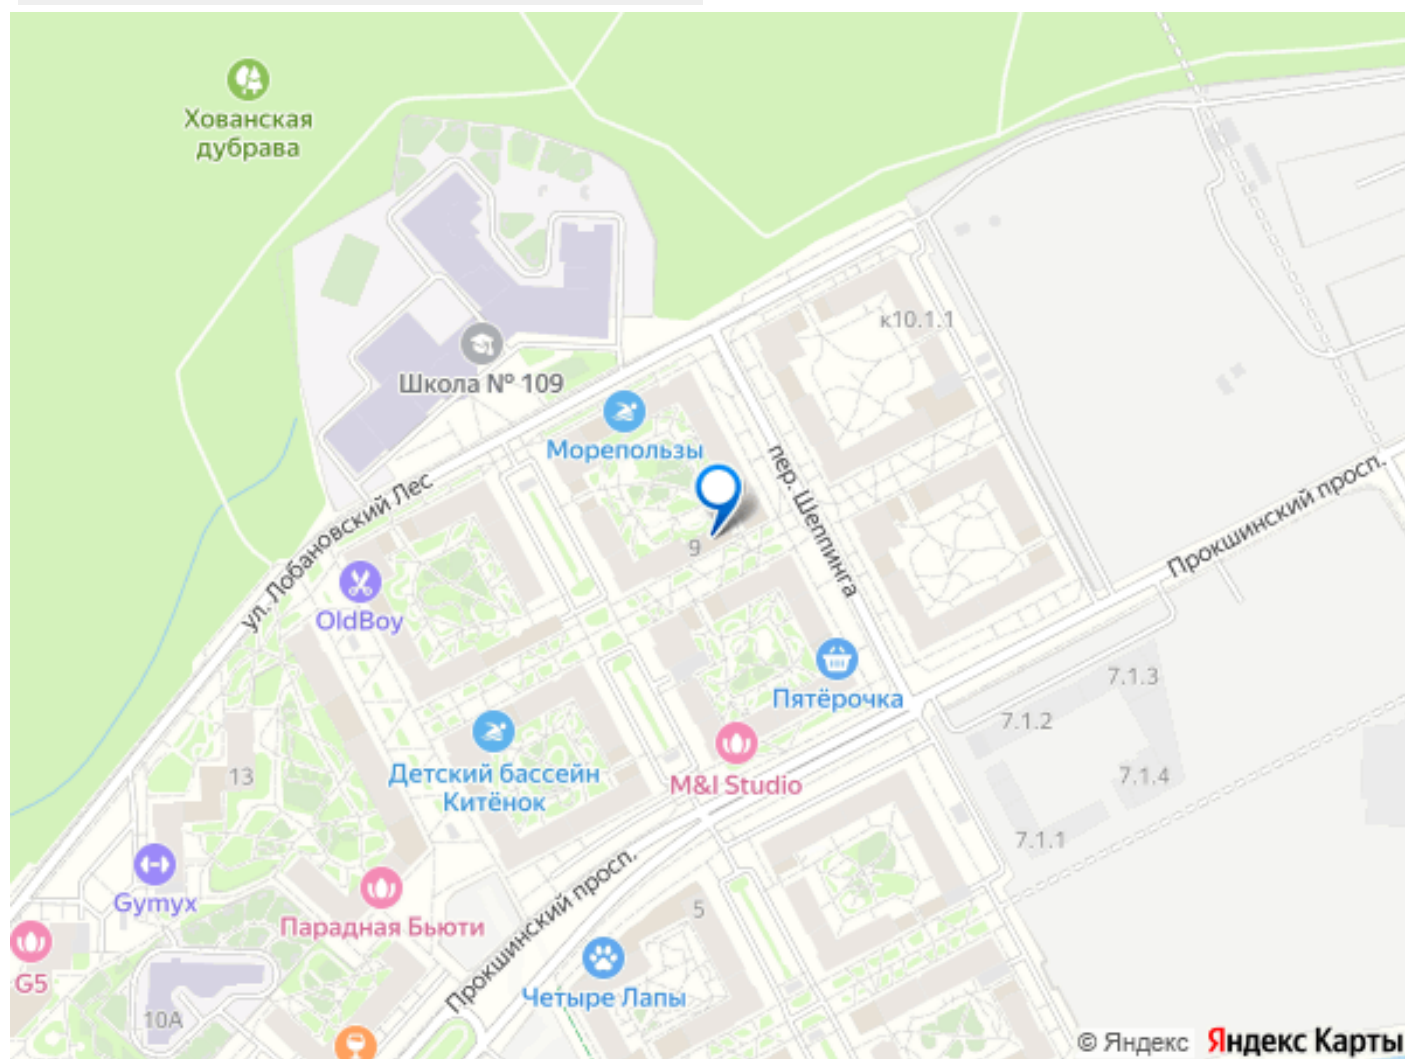 Хованская
дубрава
к10.1.1
Школа № 109
Морепользы
пер. Шеппинга
Прокшинский просп.
ул. Лобановский Лес
9
OldBoy
Пятёрочка
7.1.3
7.1.2
M&I Studio
13
Детский бассейн
Китёнок
7.1.4
7.1.1
Gymyx
Прокшинский просп.
Парадная Бьюти
5
G5
Четыре Лапы
10А
© Яндекс Яндекс Карты